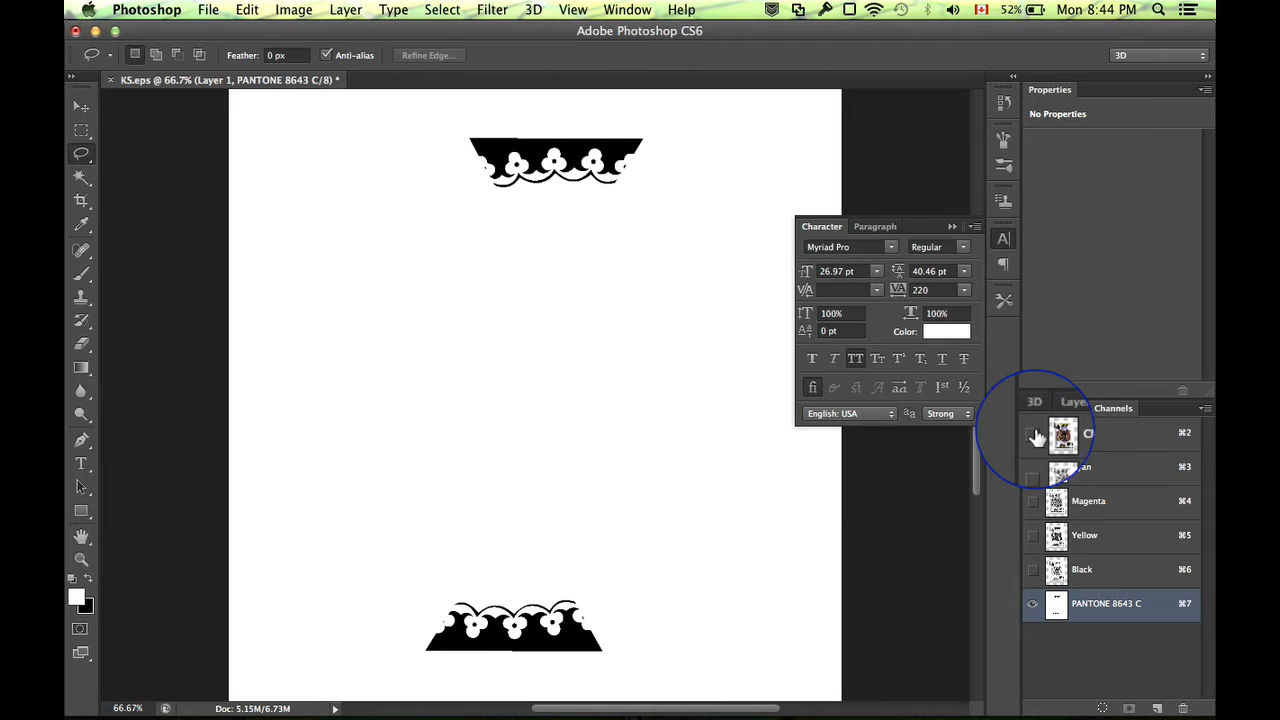 Photoshop File Edit Image Layer Type Select Filter 3D View Window Help 52% Mon 8:44 PM
Adobe Photoshop CS6
Feather: 0 px Anti-alias Refine Edge... 3D
KS.eps @ 66.7% (Layer 1, PANTONE 8643 C/8) *
Properties
No Properties
Character Paragraph
Myriad Pro Regular
26.97 pt 40.46 pt
220
100% 100%
0 pt Color:
English: USA Strong
3D Channels
⌘2
⌘3
Magenta ⌘4
Yellow ⌘5
Black ⌘6
PANTONE 8643 C ⌘7
66.67% Doc: 5.15M/6.73M